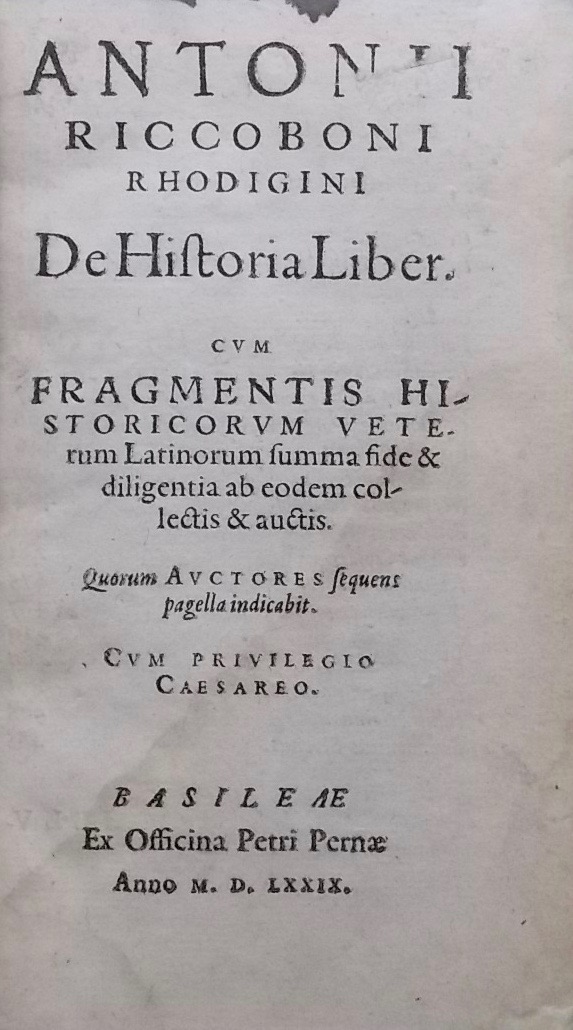 ANTONII
RICCOBONI
RHODIGINI
De Hiſtoria Liber.
CVM
FRAGMENTIS HI-
STORICORVM VETE-
rum Latinorum ſumma fide &
diligentia ab eodem col-
lectis & auctis.
Quorum AVCTORES ſequens
pagella indicabit.
CVM PRIVILEGIO
CAESAREO.
BASILEAE
Ex Officina Petri Pernæ
Anno M. D. LXXIX.